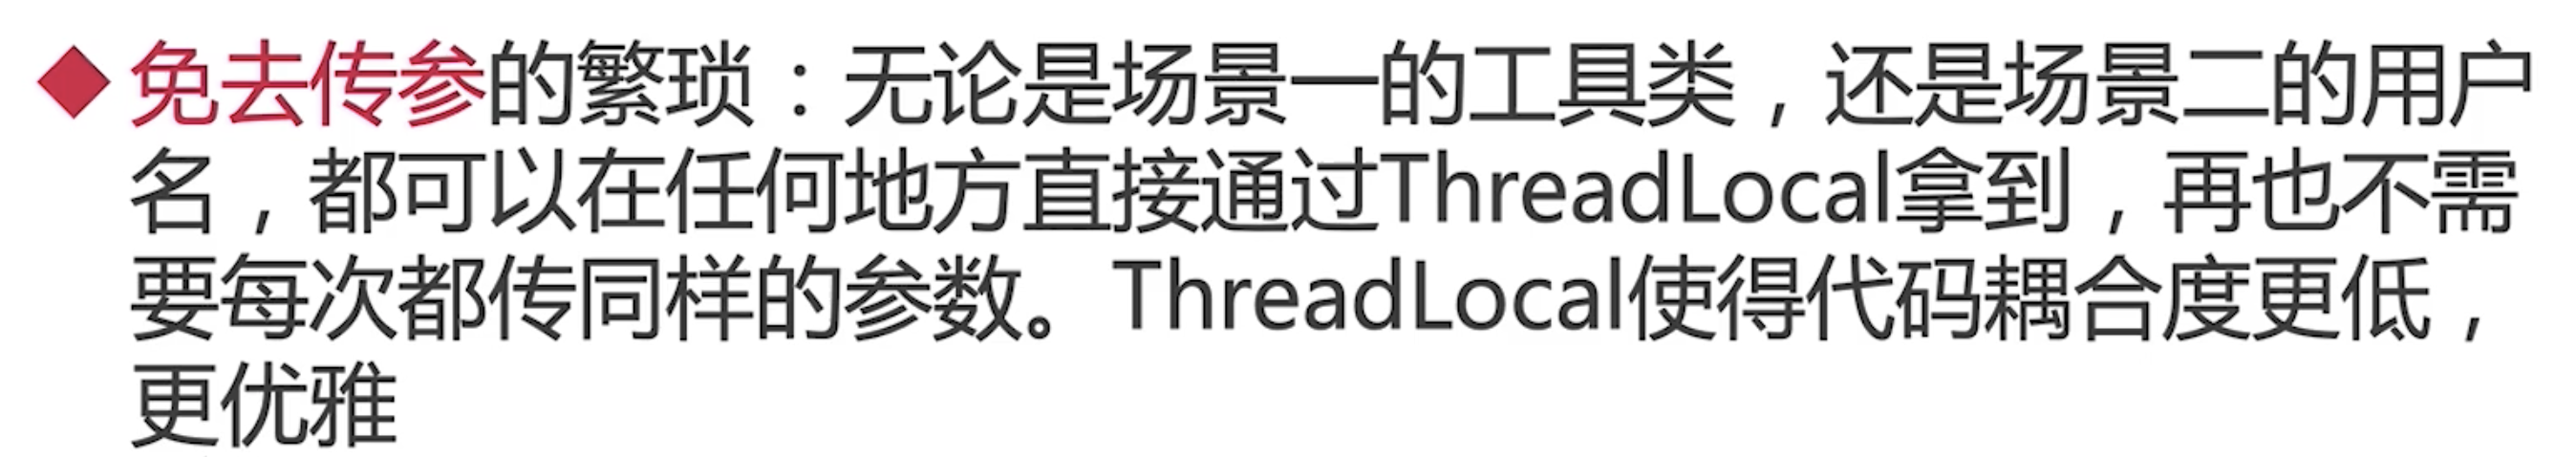 免去传参的繁琐：无论是场景一的工具类，还是场景二的用户
名，都可以在任何地方直接通过ThreadLocal拿到，再也不需
要每次都传同样的参数。ThreadLocal使得代码耦合度更低，
更优雅